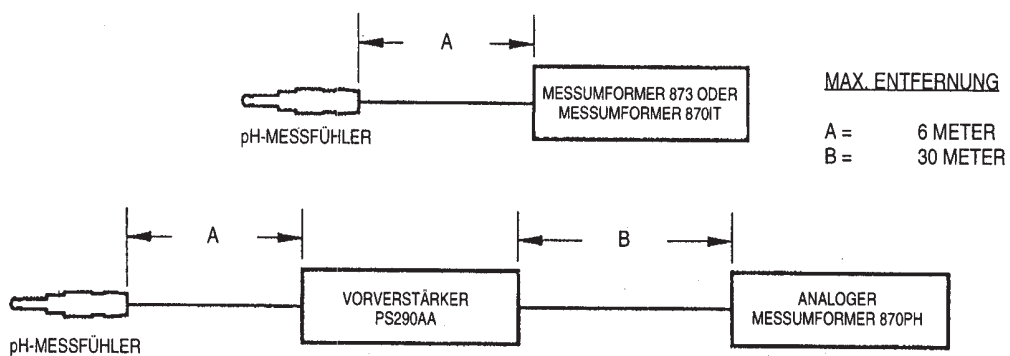 A
MESSUMFORMER 873 ODER
MESSUMFORMER 870IT
pH-MESSFÜHLER
MAX. ENTFERNUNG
A = 6 METER
B = 30 METER
A
B
VORVERSTÄRKER
PS290AA
ANALOGER
MESSUMFORMER 870PH
pH-MESSFÜHLER